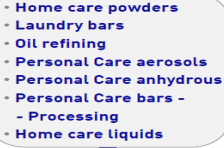 • Home care powders
• Laundry bars
• Oil refining
• Personal Care aerosols
• Personal Care anhydrous
• Personal Care bars -
- Processing
• Home care liquids